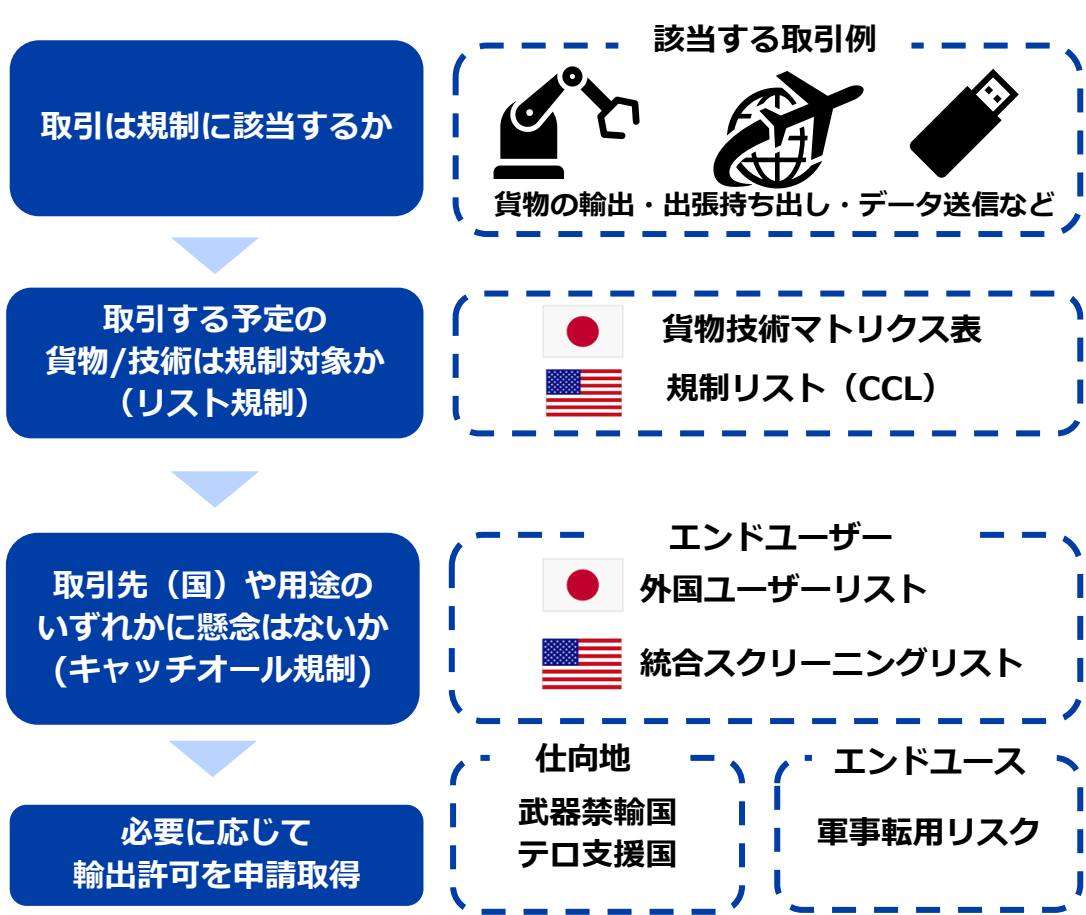 取引は規制に該当するか
該当する取引例
貨物の輸出・出張持ち出し・データ送信など
取引する予定の
貨物/技術は規制対象か
（リスト規制）
貨物技術マトリクス表
規制リスト（CCL）
取引先（国）や用途の
いずれかに懸念はないか
(キャッチオール規制)
エンドユーザー
外国ユーザーリスト
統合スクリーニングリスト
必要に応じて
輸出許可を申請取得
仕向地
武器禁輸国
テロ支援国
エンドユース
軍事転用リスク